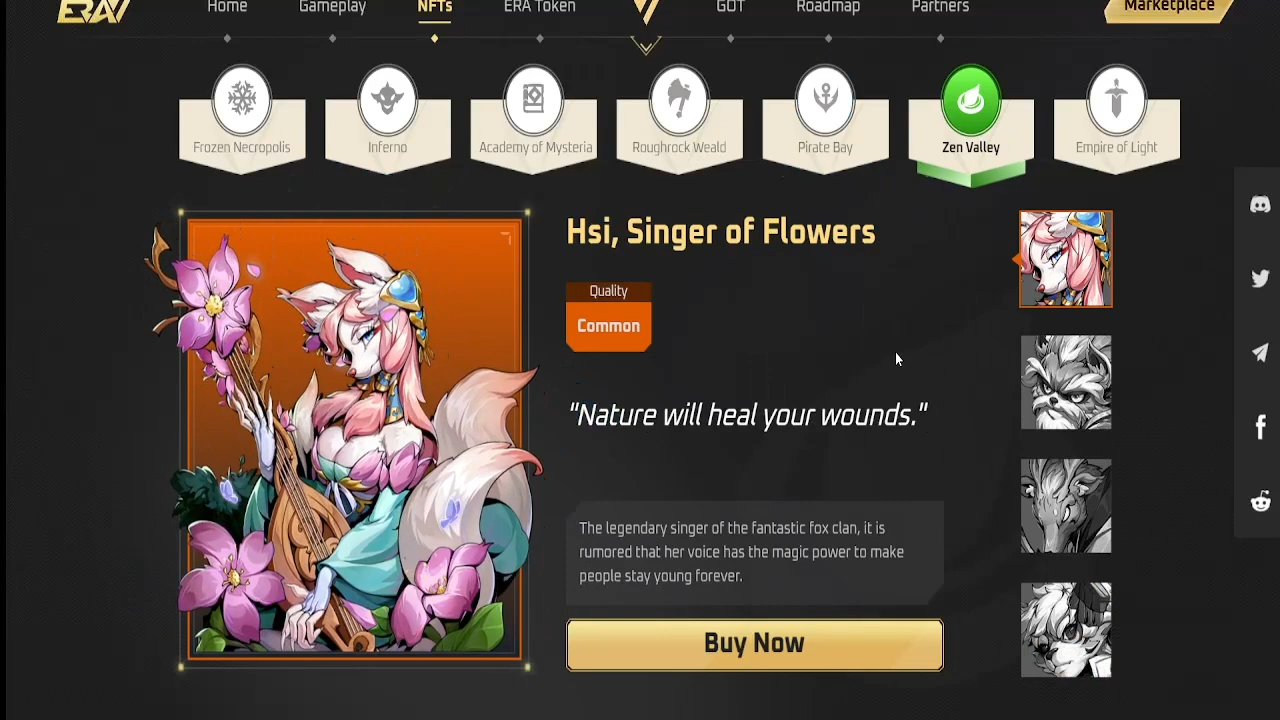 ERA
Home
Gameplay
NFTs
ERA Token
GDT
Roadmap
Partners
Marketplace
Frozen Necropolis
Inferno
Academy of Mysteria
Roughrock Weald
Pirate Bay
Zen Valley
Empire of Light
Hsi, Singer of Flowers
Quality
Common
"Nature will heal your wounds."
The legendary singer of the fantastic fox clan, it is
rumored that her voice has the magic power to make
people stay young forever.
Buy Now